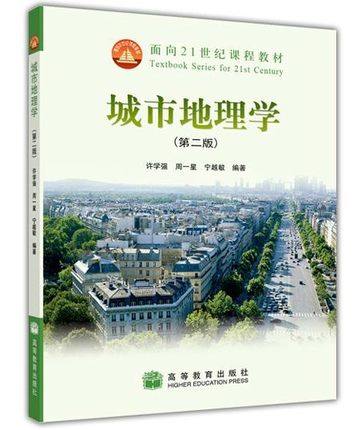 面向21世纪课程教材
Textbook Series for 21st Century
城市地理学
(第二版)
许学强 周一星 宁越敏 编著
高等教育出版社
HIGHER EDUCATION PRESS
城市地理学
(第二版)
许学强 周一星 宁越敏 编著
高等教育出版社